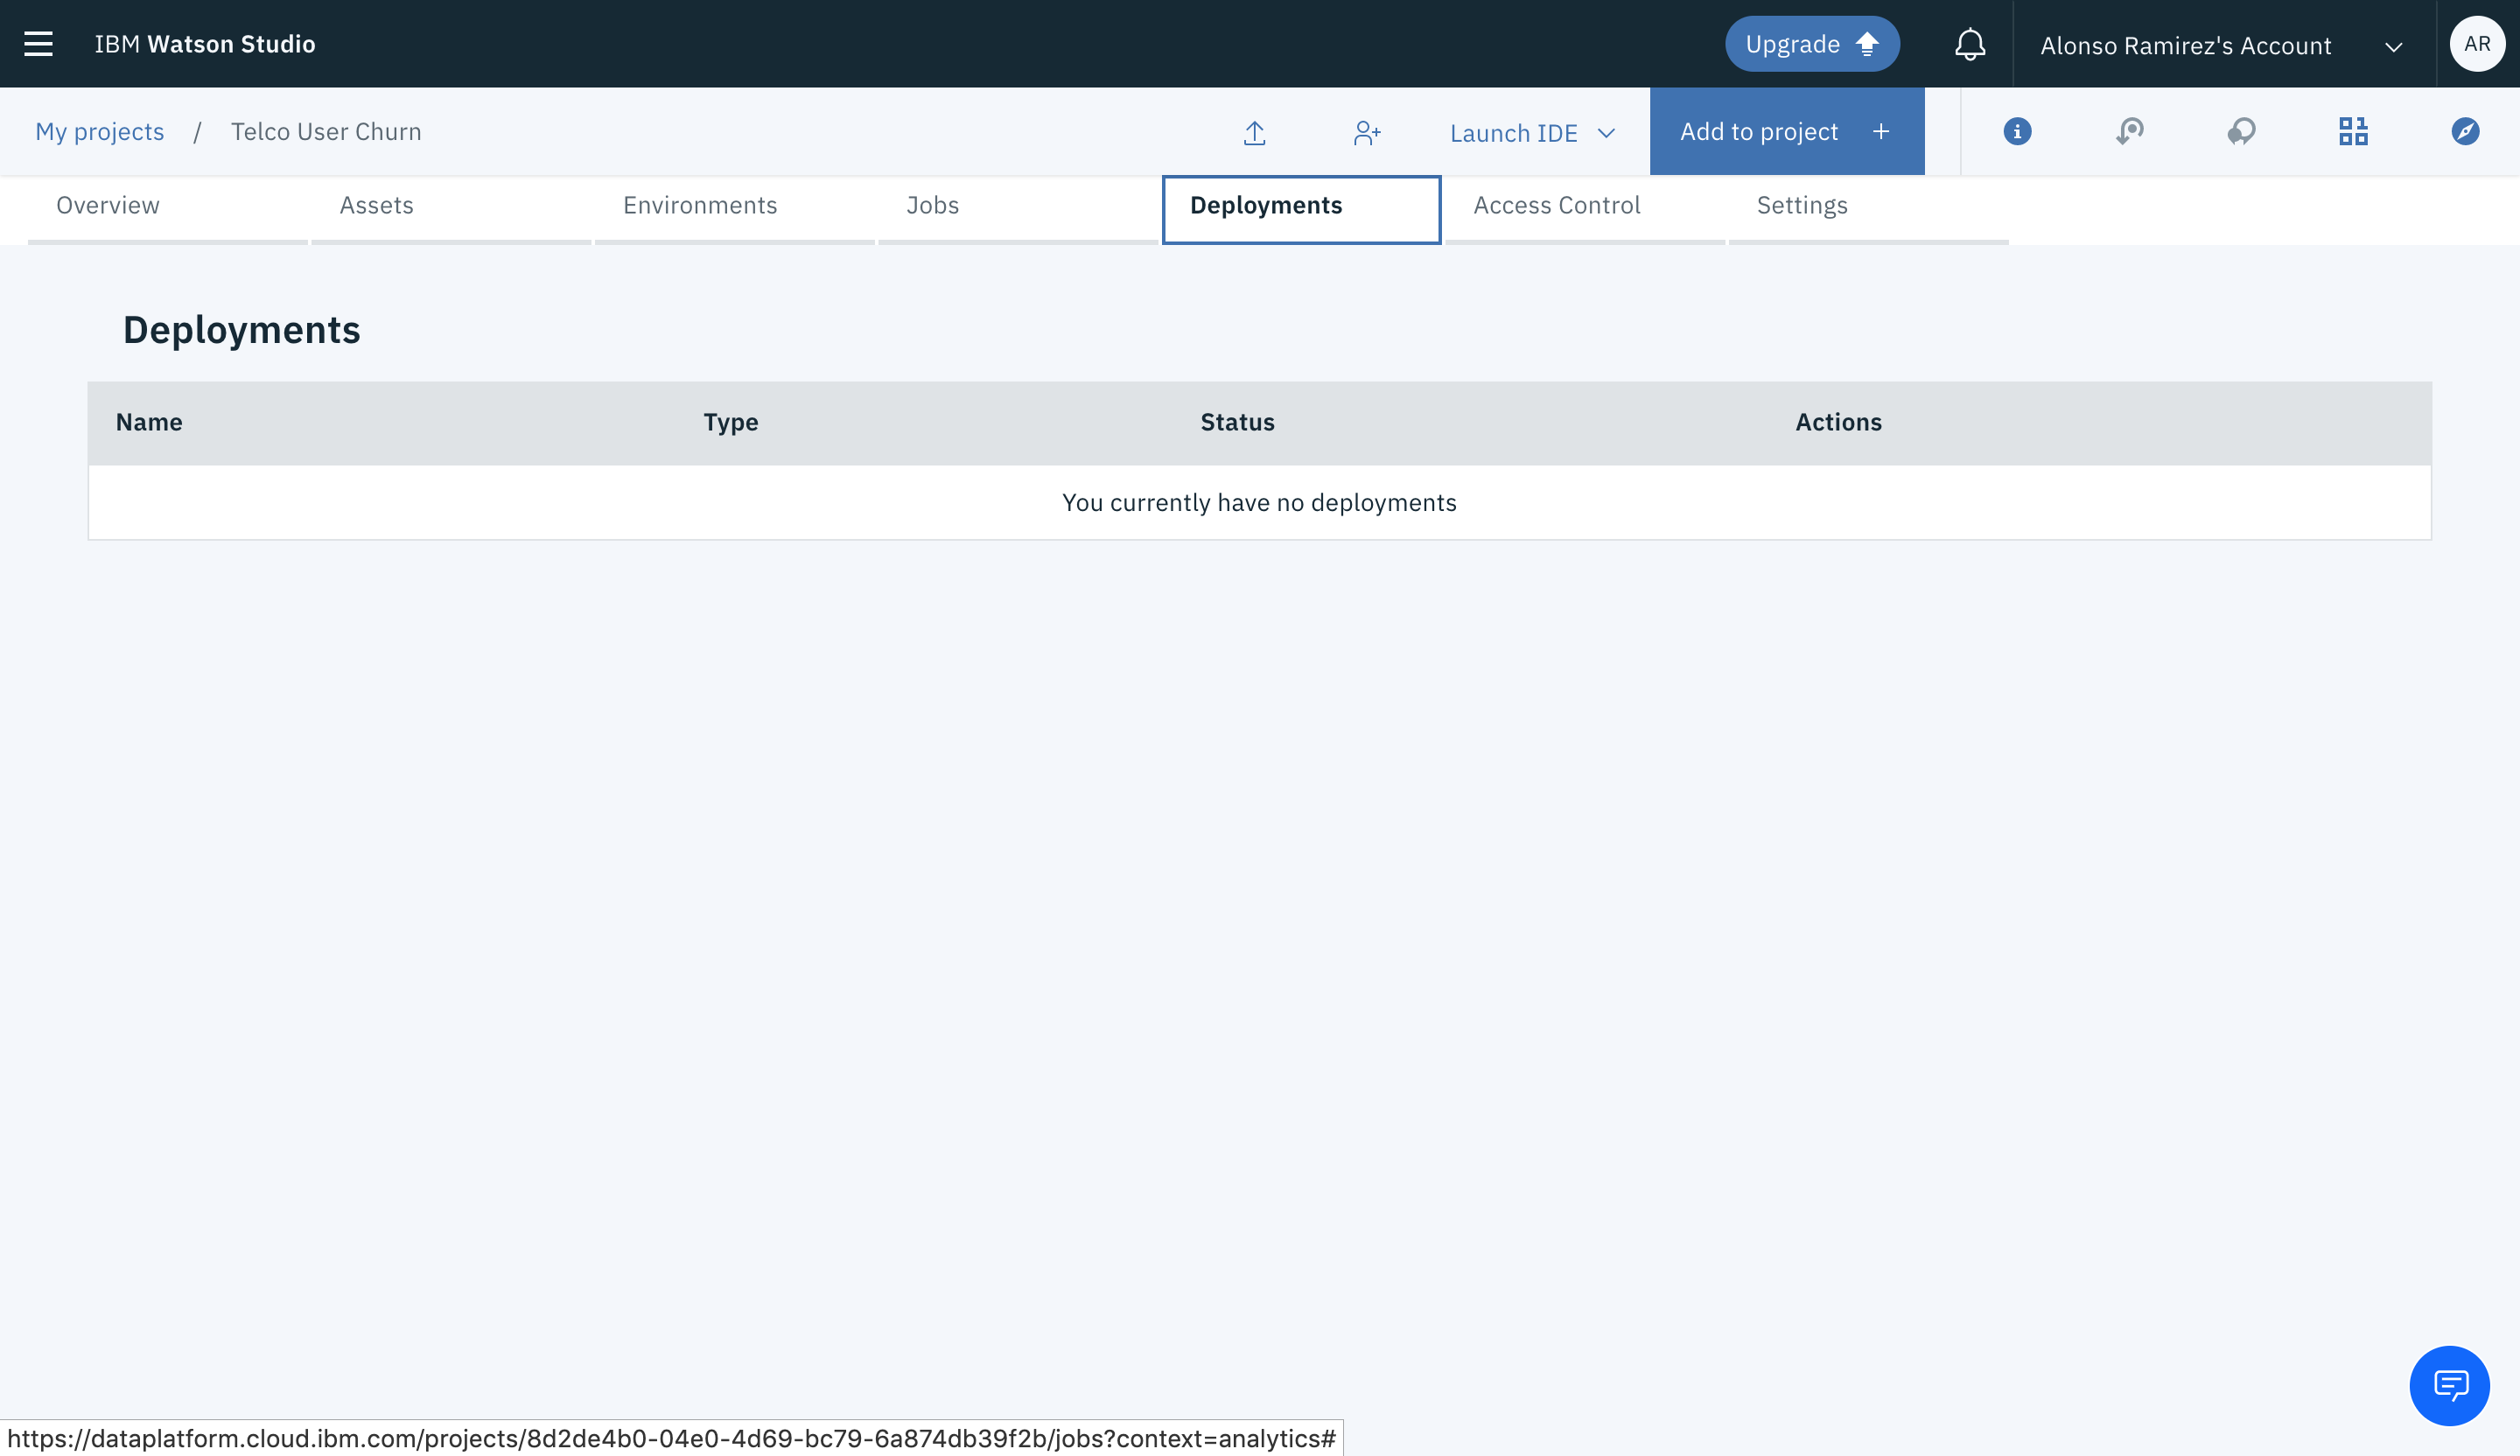 IBM Watson Studio
Upgrade
Alonso Ramirez's Account
AR
My projects / Telco User Churn
Launch IDE
Add to project +
Overview
Assets
Environments
Jobs
Deployments
Access Control
Settings
Deployments
Name
Type
Status
Actions
You currently have no deployments
https://dataplatform.cloud.ibm.com/projects/8d2de4b0-04e0-4d69-bc79-6a874db39f2b/jobs?context=analytics#